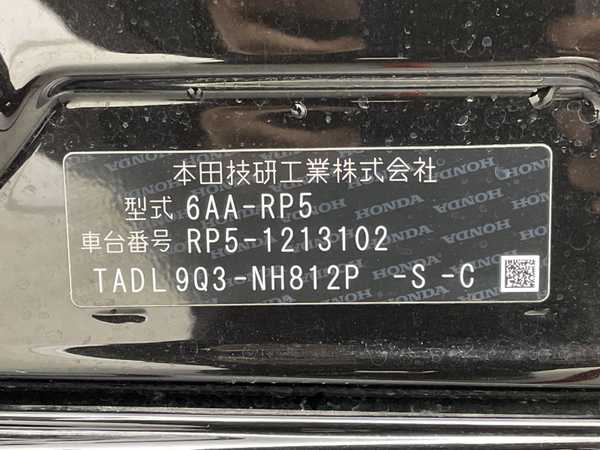 本田技研工業株式会社
型式 6AA-RP5
車台番号 RP5-1213102
TADL 9Q3-NH812P -S -C